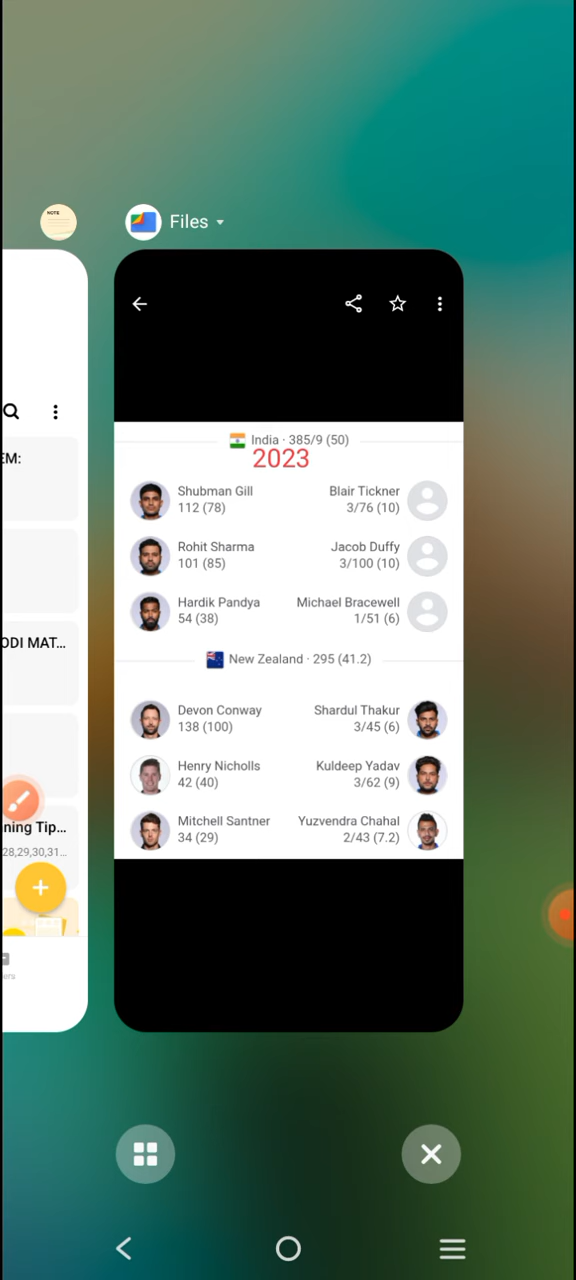 NOTE
Files
EM:
ODI MAT...
ning Tip...
28,29,30,31...
ers
India · 385/9 (50)
2023
Shubman Gill
112 (78)
Blair Tickner
3/76 (10)
Rohit Sharma
101 (85)
Jacob Duffy
3/100 (10)
Hardik Pandya
54 (38)
Michael Bracewell
1/51 (6)
New Zealand · 295 (41.2)
Devon Conway
138 (100)
Shardul Thakur
3/45 (6)
Henry Nicholls
42 (40)
Kuldeep Yadav
3/62 (9)
Mitchell Santner
34 (29)
Yuzvendra Chahal
2/43 (7.2)